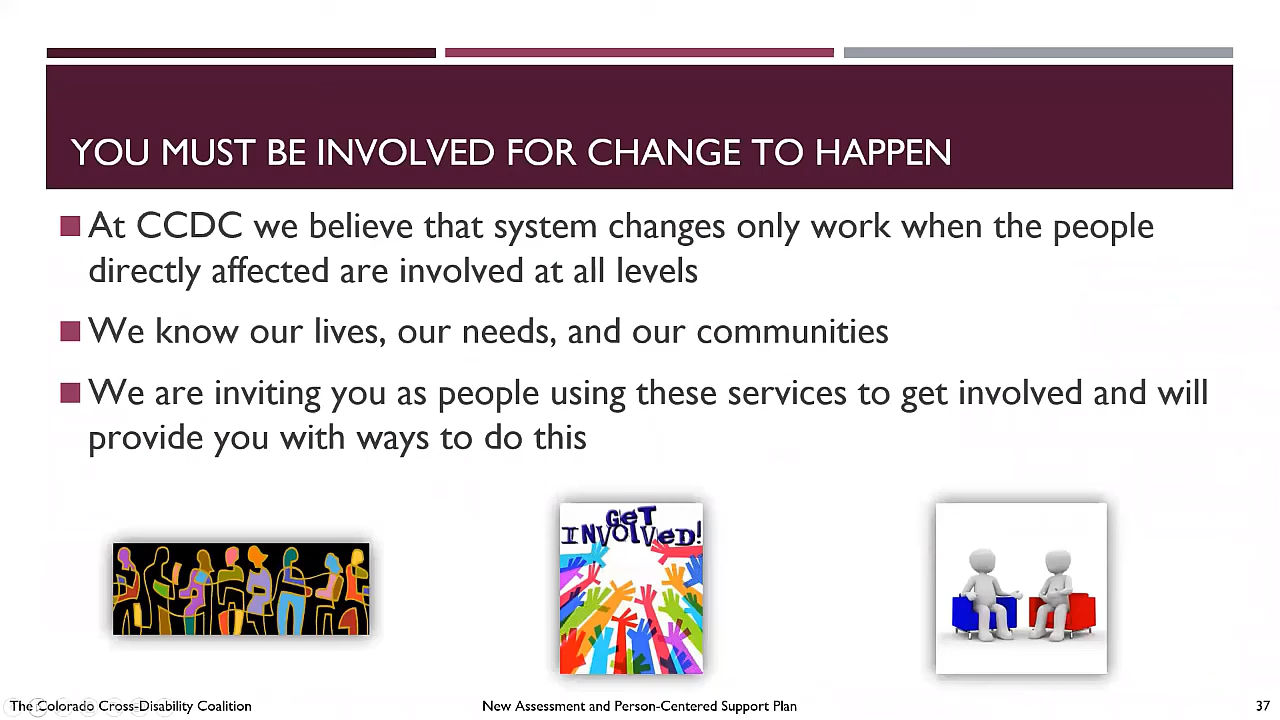 YOU MUST BE INVOLVED FOR CHANGE TO HAPPEN
At CCDC we believe that system changes only work when the people
directly affected are involved at all levels
We know our lives, our needs, and our communities
We are inviting you as people using these services to get involved and will
provide you with ways to do this
GET
INVOLVED!
The Colorado Cross-Disability Coalition
New Assessment and Person-Centered Support Plan
37